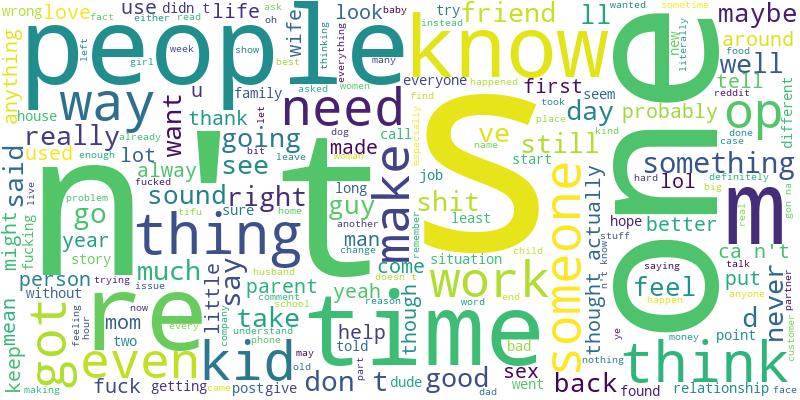 wrong
love
fact
use
either
read
didn t
life
ask
oh
look
baby
wanted
sometime
try
instead
friend
ll
maybe
people
know
one
left
girl
week
best
show
thinking
wife
everything
many
new
literally
around
well
anything
way
want
u
family
asked
women
need
everyone
happened
first
seem
food
tell
reddit
house
thank
let
find
took
day
probably
op
different
really
already
going
dog
made
call
especially
ve
place
kind
done
case
said
used
enough
lot
alway
see
bit
leave
woman
name
still
something
n't
'
s
fucked
sound
right
long
job
start
someone
thought
actually
hard
definitely
lol
big
live
problem
tifu
sure
home
guy
make
shit
least
hope
better
m
real
gon na
might
fucking
go
year
story
thing
another
man
change
remember
situation
child
stuff
n't know
ca n't
person
trying
without
issue
much
little
say
husband
parent
yeah
come
doesn't
reason
though
work
saying
feel
happen
talk
put
anyone
never
partner
mean
keep
got
feeling
hour
mom
two
now
re
every
company
take
comment
school
understand
phone
help
told
time
word
end
bad
ye
d
point
customer
even
kid
may
old
part
sex
nothing
money
think
making
fuck
getting
came
post
give
don t
dude
good
dad
went
back
found
relationship
face